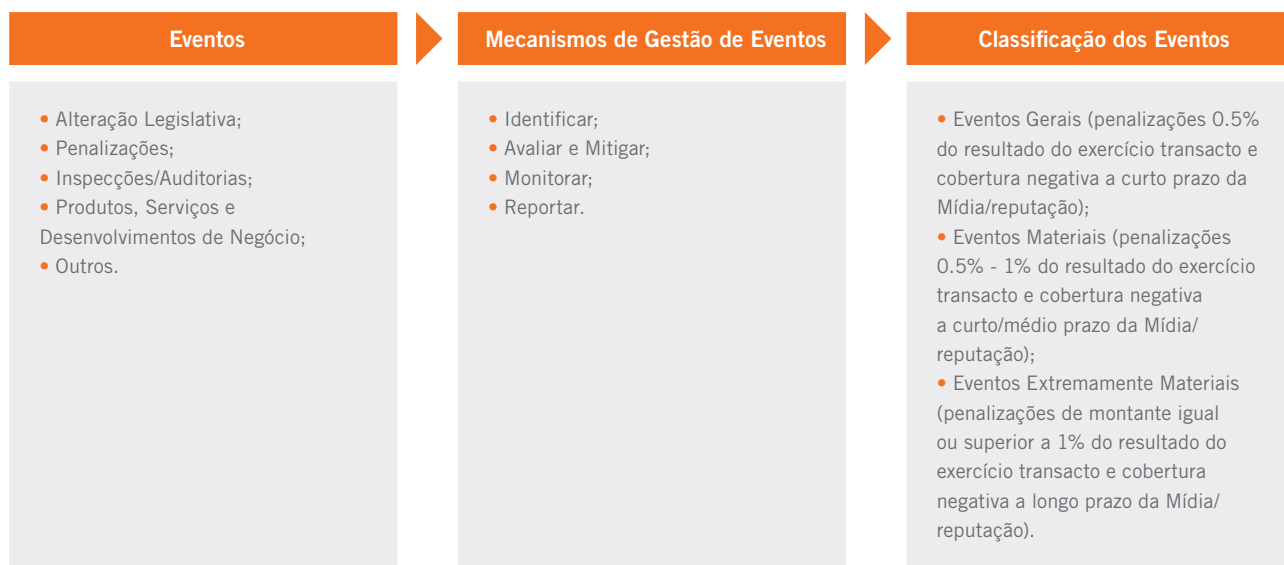 Eventos
• Alteração Legislativa;
• Penalizações;
• Inspecções/Auditorias;
• Produtos, Serviços e
Desenvolvimentos de Negócio;
• Outros.
Mecanismos de Gestão de Eventos
• Identificar;
• Avaliar e Mitigar;
• Monitorar;
• Reportar.
Classificação dos Eventos
• Eventos Gerais (penalizações 0.5%
do resultado do exercício transacto e
cobertura negativa a curto prazo da
Mídia/reputação);
• Eventos Materiais (penalizações
0.5% - 1% do resultado do exercício
transacto e cobertura negativa
a curto/médio prazo da Mídia/
reputação);
• Eventos Extremamente Materiais
(penalizações de montante igual
ou superior a 1% do resultado do
exercício transacto e cobertura
negativa a longo prazo da Mídia/
reputação).